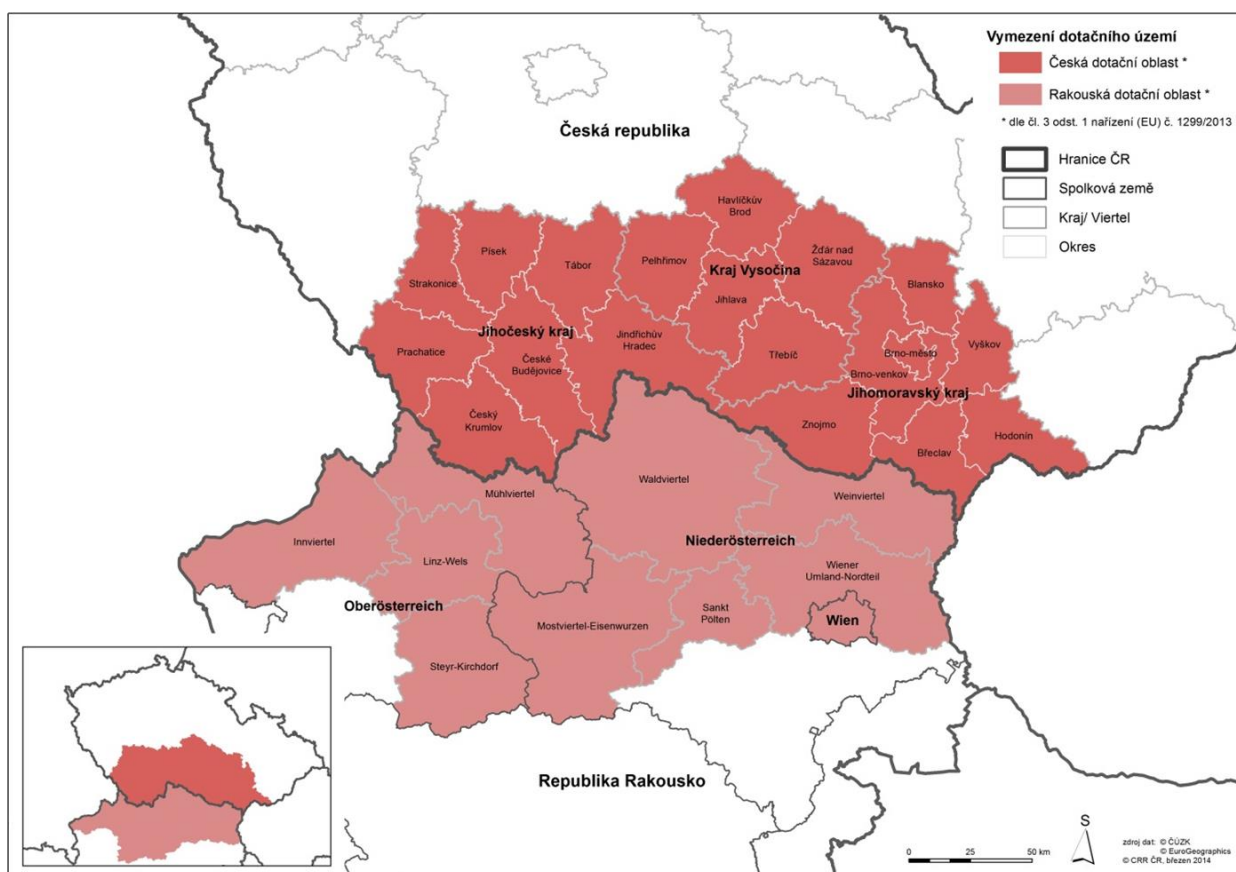 Vymezení dotačního území
Česká dotační oblast *
Rakouská dotační oblast *
* dle čl. 3 odst. 1 nařízení (EU) č. 1299/2013
Hranice ČR
Spolková země
Kraj/ Viertel
Okres
Česká republika
Havlíčkův
Brod
Písek
Tábor
Pelhřimov
Žďár nad
Sázavou
Kraj Vysočina
Strakonice
Blansko
Jihlava
Jihočeský kraj
Jindřichův
Hradec
Prachatice
České
Budějovice
Třebíč
Brno-město
Vyškov
Brno-venkov
Jihomoravský kraj
Český
Krumlov
Znojmo
Hodonín
Břeclav
Mühlviertel
Waldviertel
Weinviertel
Innviertel
Niederösterreich
Linz-Wels
Wiener
Umland-Nordteil
Oberösterreich
Sankt
Pölten
Mostviertel-Eisenwurzen
Wien
Steyr-Kirchdorf
Republika Rakousko
S
0 25 50 km
zdroj dat: © ČÚZK
© EuroGeographics
© CRR ČR, březen 2014